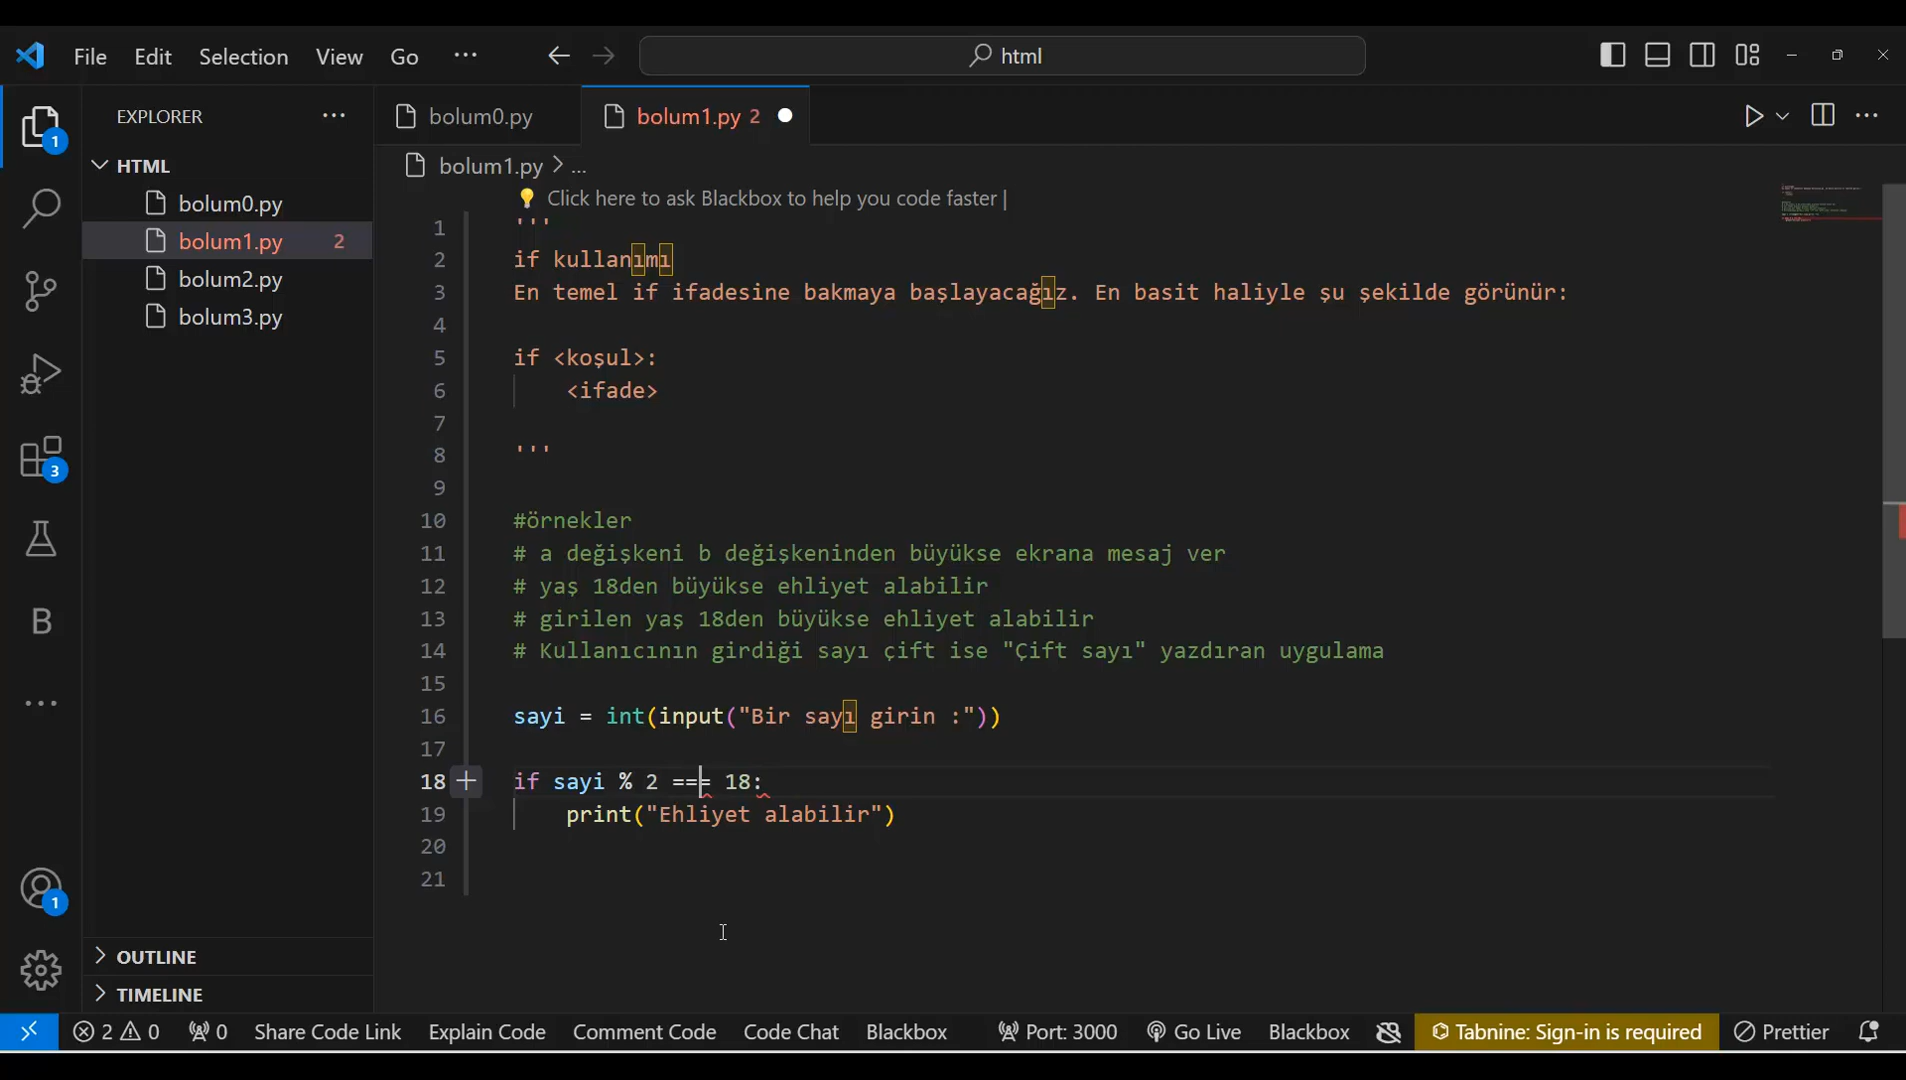 File Edit Selection View Go ··· html
EXPLORER ···
HTML
bolum0.py
bolum1.py 2
bolum2.py
bolum3.py
OUTLINE
TIMELINE
1
3
B
1
bolum0.py bolum1.py 2
bolum1.py > ...
Click here to ask Blackbox to help you code faster |
1 '''
2 if kullanımı
3 En temel if ifadesine bakmaya başlayacağız. En basit haliyle şu şekilde görünür:
4
5 if <koşul>:
6 <ifade>
7
8 '''
9
10 #örnekler
11 # a değişkeni b değişkeninden büyükse ekrana mesaj ver
12 # yaş 18den büyükse ehliyet alabilir
13 # girilen yaş 18den büyükse ehliyet alabilir
14 # Kullanıcının girdiği sayı çift ise "Çift sayı" yazdıran uygulama
15
16 sayi = int(input("Bir sayı girin :"))
17
18 if sayi % 2 === 18:
19 print("Ehliyet alabilir")
20
21
2 0 0 Share Code Link Explain Code Comment Code Code Chat Blackbox Port: 3000 Go Live Blackbox Tabnine: Sign-in is required Prettier